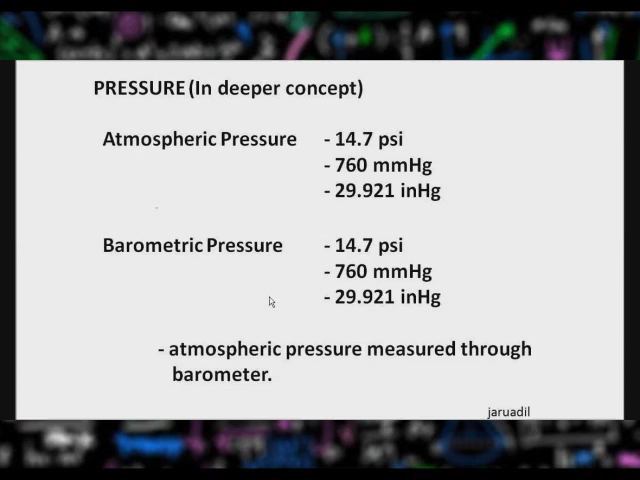 PRESSURE (In deeper concept)
Atmospheric Pressure - 14.7 psi
- 760 mmHg
- 29.921 inHg
Barometric Pressure - 14.7 psi
- 760 mmHg
- 29.921 inHg
- atmospheric pressure measured through
barometer.
jaruadil